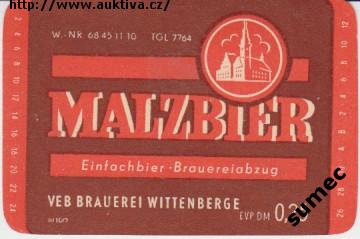 http://www.auktiva.cz/
W.-NR 68 45 11 10 TGL 7764
MALZBIER
Einfachbier · Brauereiabzug
VEB BRAUEREI WITTENBERGE
EVP DM 0,
sumec